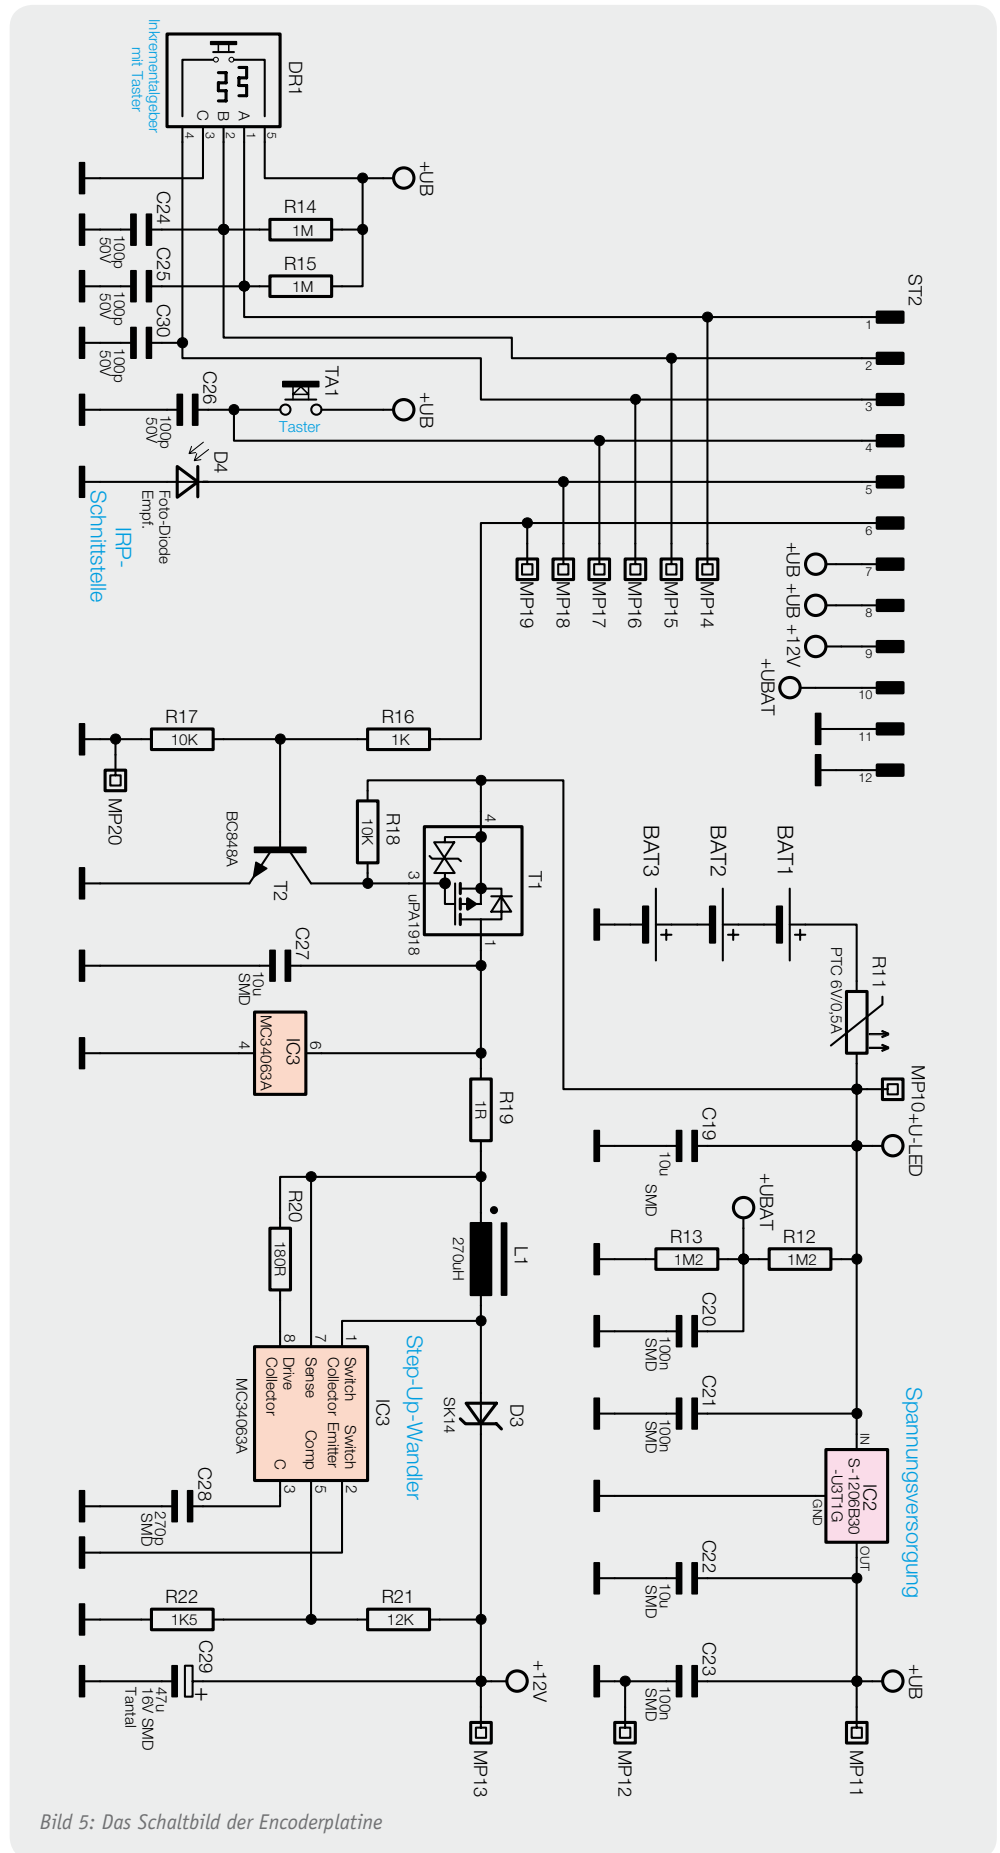 DR1
Inkrementalgeber
mit Taster
A
B
C
5
1
2
3
4
+UB
R14
1M
R15
1M
C24
100p
50V
C25
100p
50V
C30
100p
50V
TA1
Taster
+UB
C26
100p
50V
D4
Foto-Diode
Empf.
IRP-
Schnittstelle
ST2
1
2
3
4
5
6
7
8
9
10
11
12
+UB
+UB
+12V
+UBAT
MP14
MP15
MP16
MP17
MP18
MP19
R17
10K
R16
1K
MP20
R18
10K
BC848A
T2
T1
uPA1918
4
3
1
BAT1
+
BAT2
+
BAT3
+
R11
PTC 6V/0,5A
MP10
+U-LED
C27
10u
SMD
IC3
MC34063A
6
4
R19
1R
C19
10u
SMD
+UBAT
R13
1M2
R12
1M2
C20
100n
SMD
C21
100n
SMD
R20
180R
L1
270uH
Spannungsversorgung
IN
IC2
S-1206B30
-U3T1G
GND
OUT
Step-Up-Wandler
D3
SK14
IC3
MC34063A
1
7
8
Switch
Collector
Sense
Drive
Collector
Switch
Emitter
Comp
C
2
5
3
C28
270p
SMD
C22
10u
SMD
C23
100n
SMD
+UB
MP11
MP12
R22
1K5
R21
12K
C29
+
47u
16V SMD
Tantal
+12V
MP13
Bild 5: Das Schaltbild der Encoderplatine